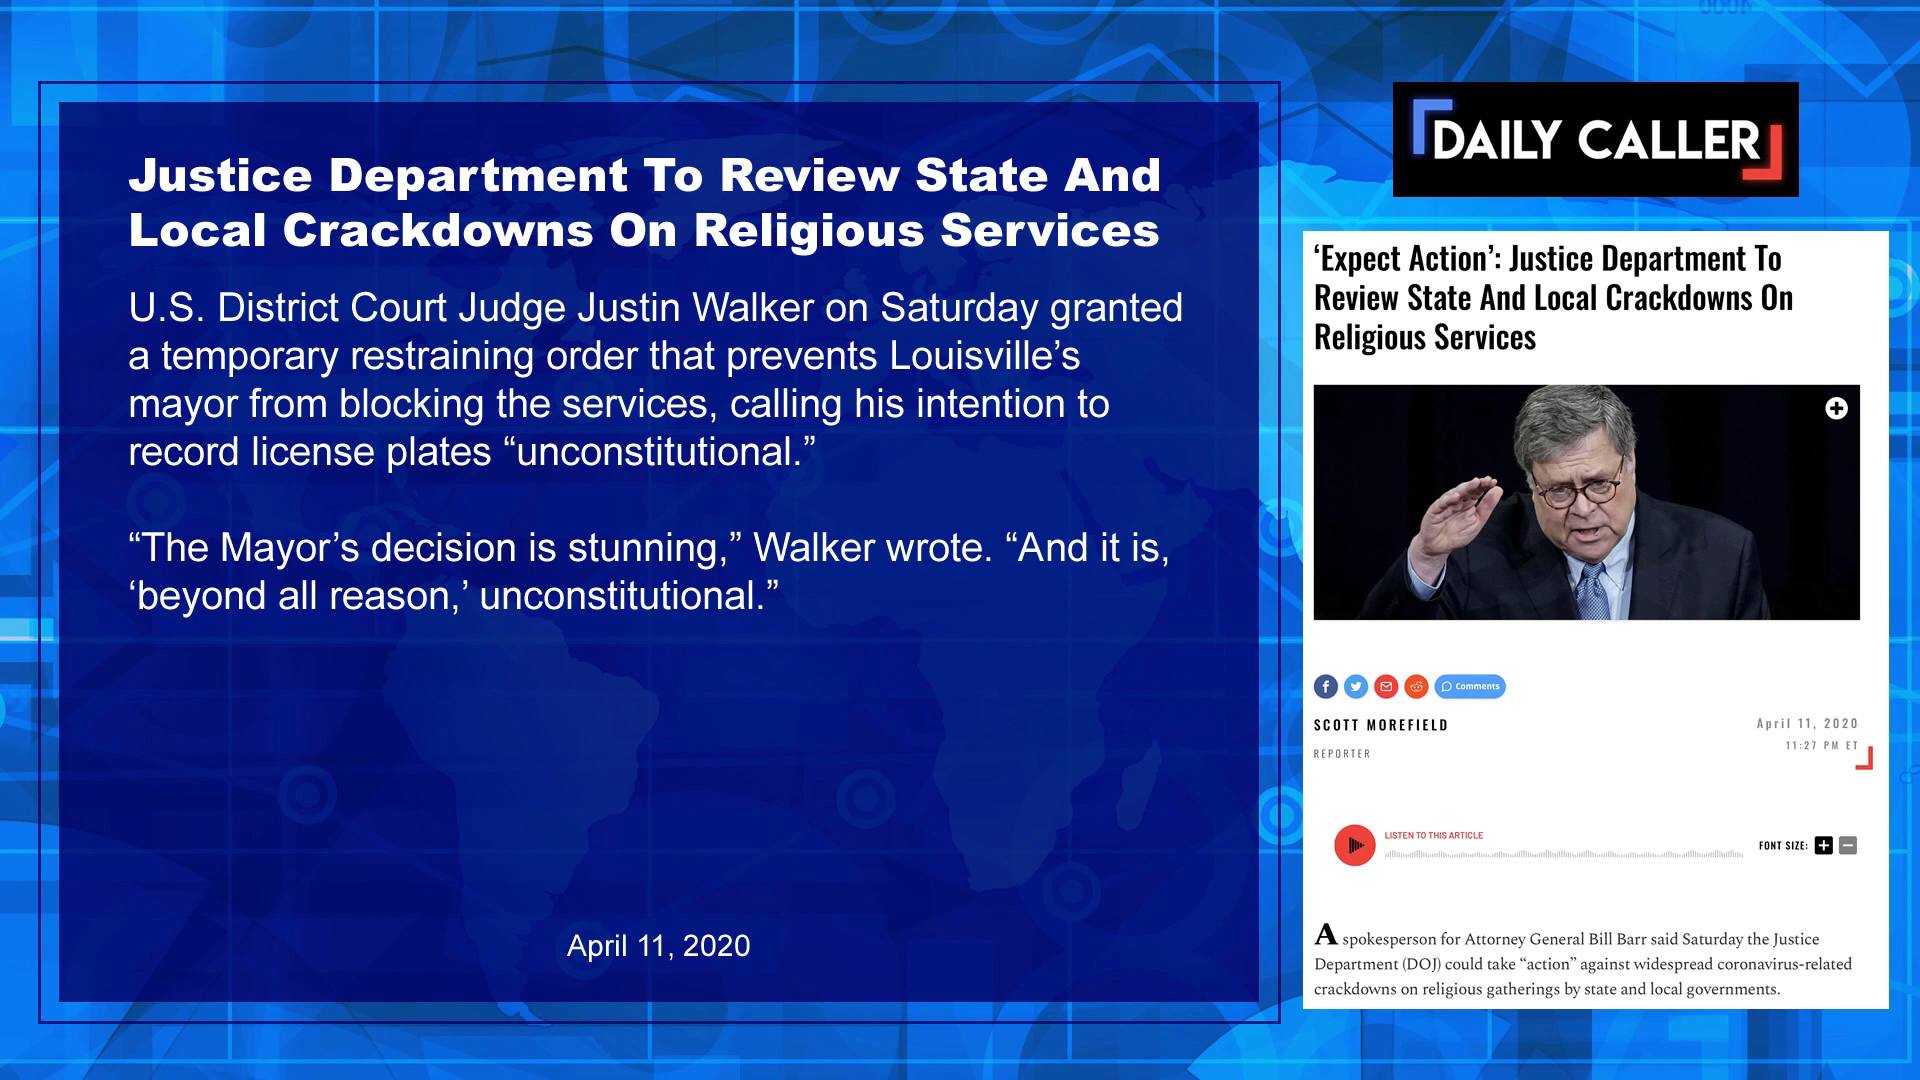 Justice Department To Review State And
Local Crackdowns On Religious Services
U.S. District Court Judge Justin Walker on Saturday granted
a temporary restraining order that prevents Louisville’s
mayor from blocking the services, calling his intention to
record license plates “unconstitutional.”
“The Mayor’s decision is stunning,” Walker wrote. “And it is,
‘beyond all reason,’ unconstitutional.”
April 11, 2020
DAILY CALLER
‘Expect Action’: Justice Department To
Review State And Local Crackdowns On
Religious Services
Comments
SCOTT MOREFIELD
REPORTER
April 11, 2020
11:27 PM ET
LISTEN TO THIS ARTICLE
FONT SIZE:
A spokesperson for Attorney General Bill Barr said Saturday the Justice
Department (DOJ) could take “action” against widespread coronavirus-related
crackdowns on religious gatherings by state and local governments.